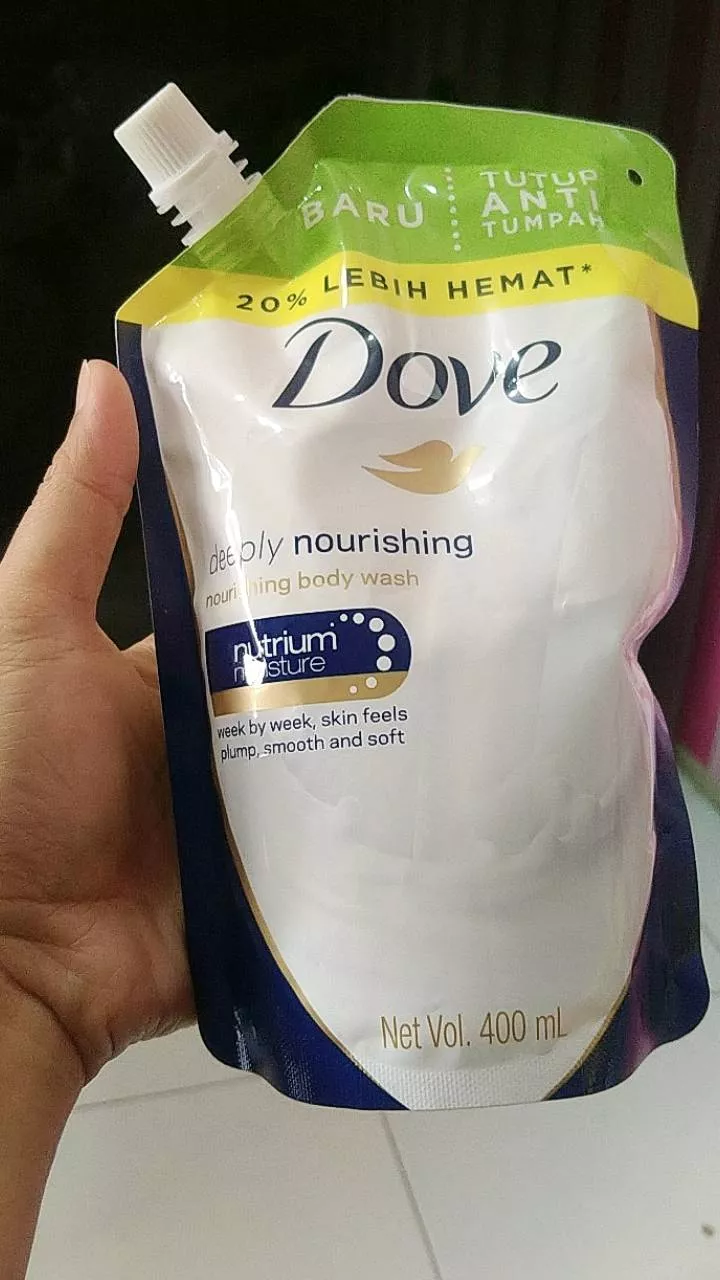 BARU
TUTUP
ANTI
TUMPAH
20% LEBIH HEMAT*
Dove
deeply nourishing
nourishing body wash
nutrium
moisture
week by week, skin feels
plump, smooth and soft
Net Vol. 400 mL